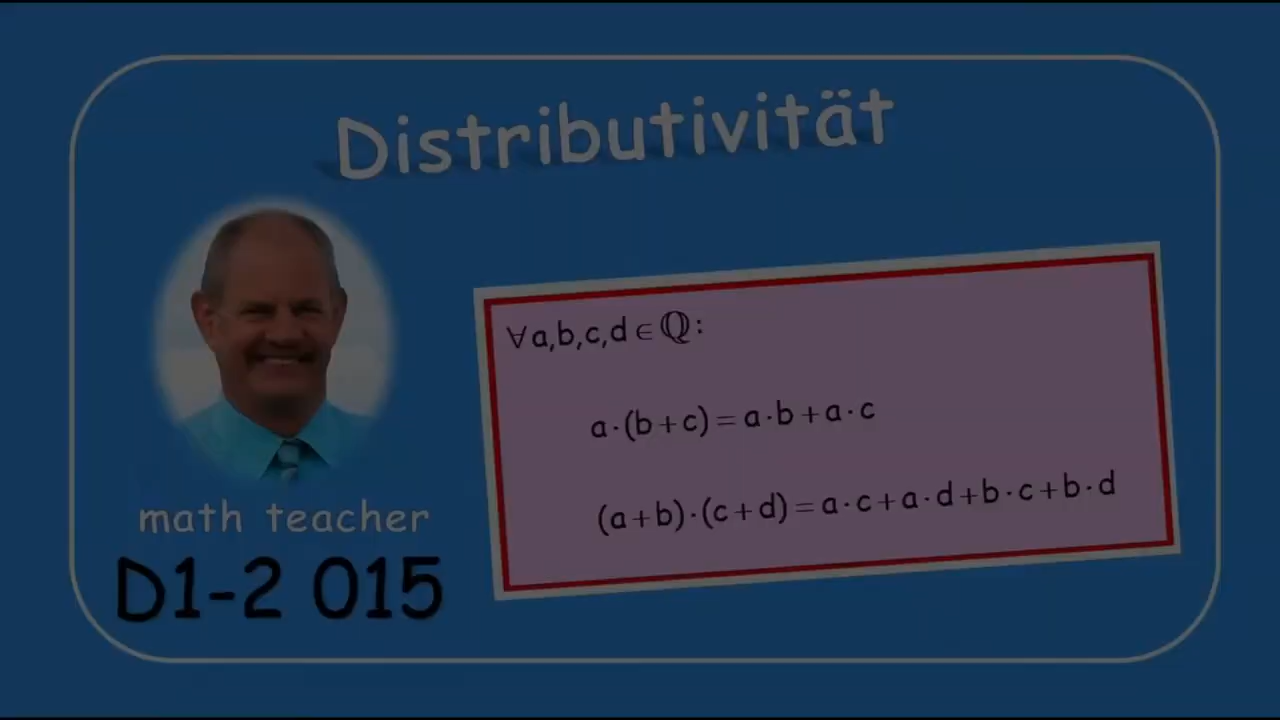 Distributivität
∀a,b,c,d ∈ ℚ:
a·(b+c) = a·b+a·c
(a+b)·(c+d) = a·c+a·d+b·c+b·d
math teacher
D1-2 015